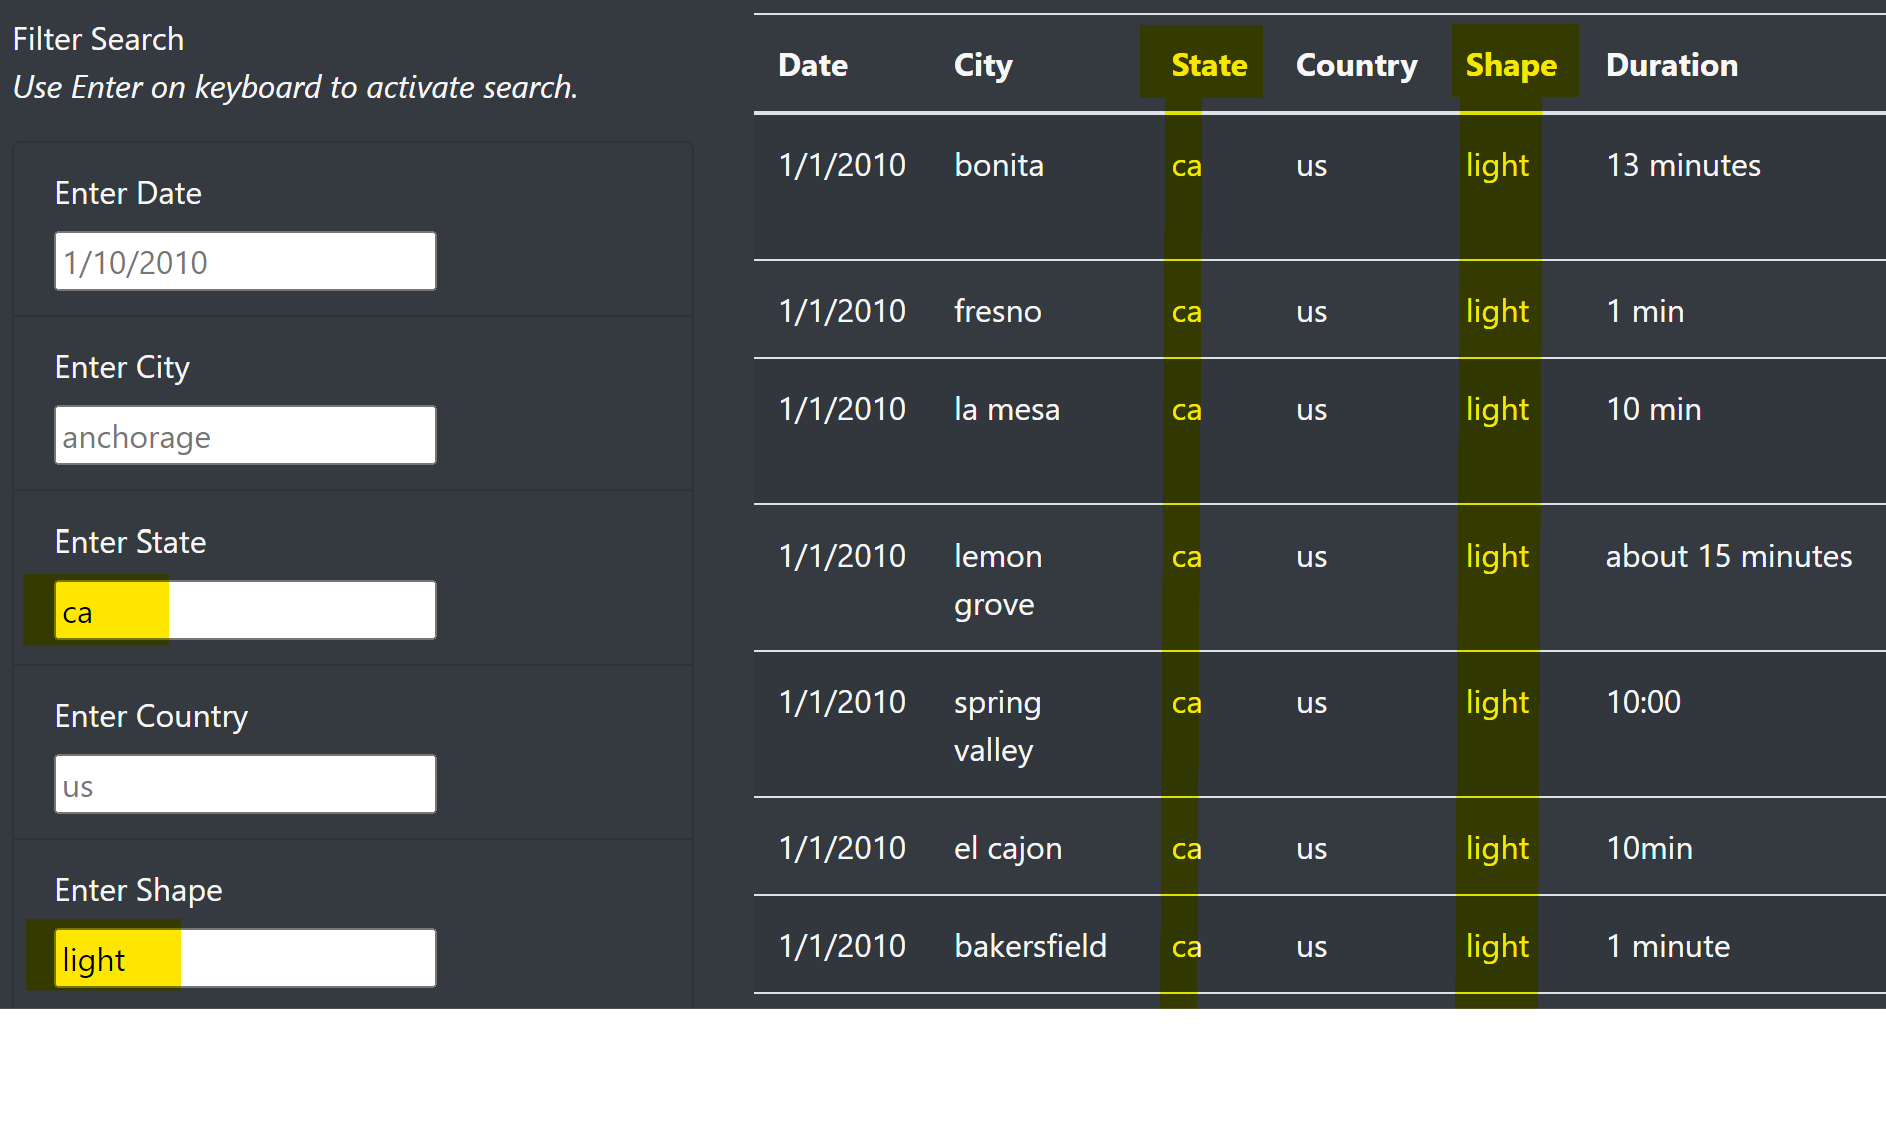 Filter Search
Use Enter on keyboard to activate search.
Enter Date
1/10/2010
Enter City
anchorage
Enter State
ca
Enter Country
us
Enter Shape
light
Date City State Country Shape Duration
1/1/2010 bonita ca us light 13 minutes
1/1/2010 fresno ca us light 1 min
1/1/2010 la mesa ca us light 10 min
1/1/2010 lemon ca us light about 15 minutes
grove
1/1/2010 spring ca us light 10:00
valley
1/1/2010 el cajon ca us light 10min
1/1/2010 bakersfield ca us light 1 minute